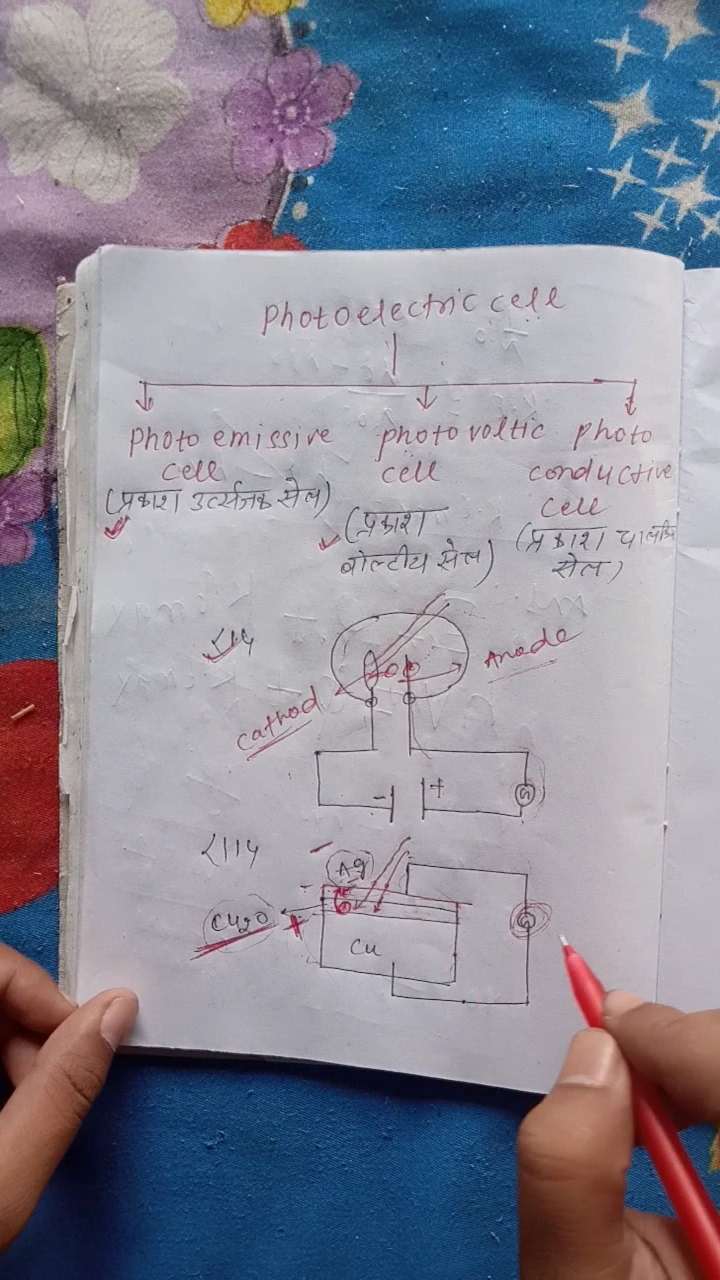 Photoelectric cell
Photo emissive photo voltic photo
cell cell conductive
(प्रकाश उत्सर्जक सेल) cell
(प्रकाश (प्रकाश चालकीय
वोल्टीय सेल) सेल)
Anode
Cathod
- +
G
Ag
Cu2O
+
G
Cu